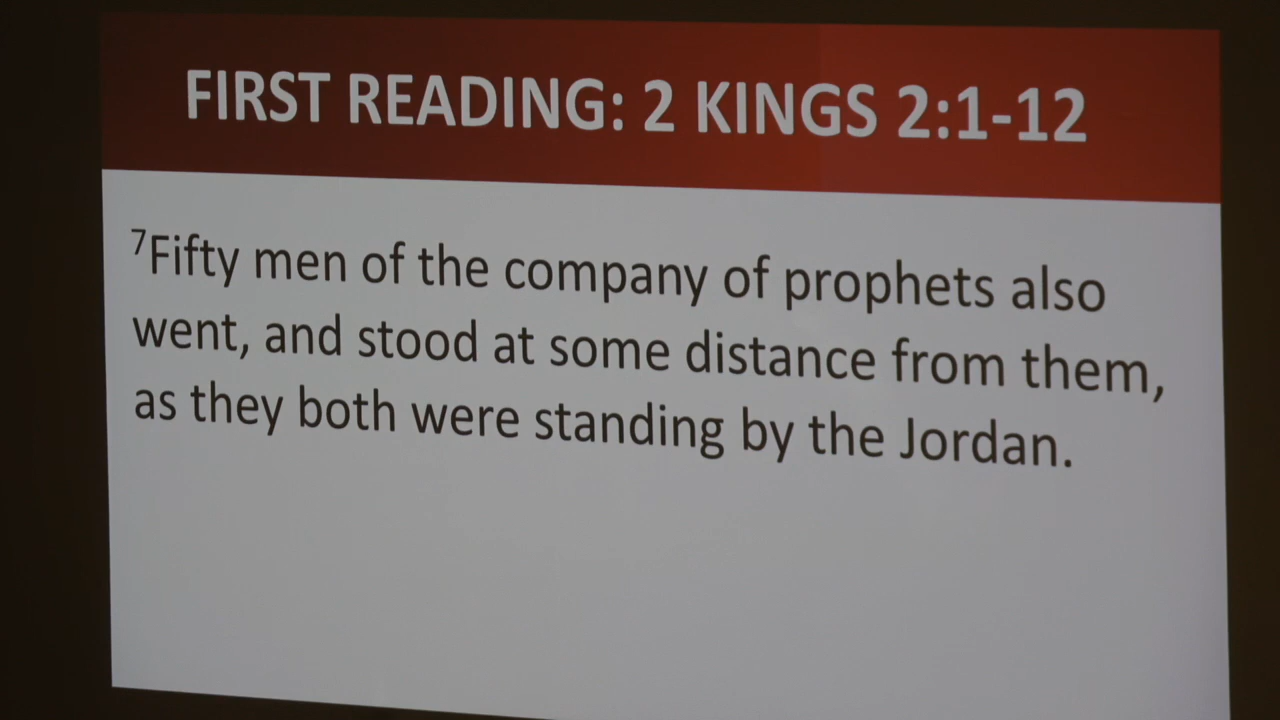 FIRST READING: 2 KINGS 2:1-12
⁷Fifty men of the company of prophets also
went, and stood at some distance from them,
as they both were standing by the Jordan.